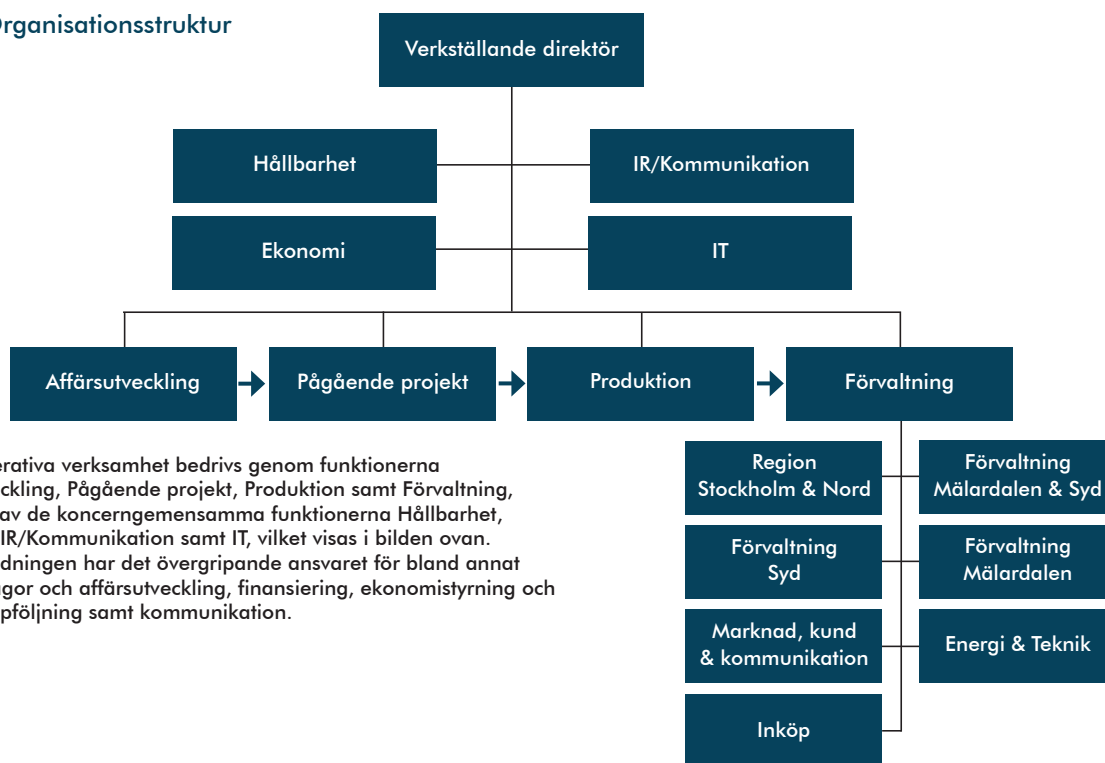 Organisationsstruktur
Verkställande direktör
Hållbarhet
IR/Kommunikation
Ekonomi
IT
Affärsutveckling
Pågående projekt
Produktion
Förvaltning
erativa verksamhet bedrivs genom funktionerna
ckling, Pågående projekt, Produktion samt Förvaltning,
av de koncerngemensamma funktionerna Hållbarhet,
IR/Kommunikation samt IT, vilket visas i bilden ovan.
dningen har det övergripande ansvaret för bland annat
gor och affärsutveckling, finansiering, ekonomistyrning och
pföljning samt kommunikation.
Region
Stockholm & Nord
Förvaltning
Mälardalen & Syd
Förvaltning
Syd
Förvaltning
Mälardalen
Marknad, kund
& kommunikation
Energi & Teknik
Inköp